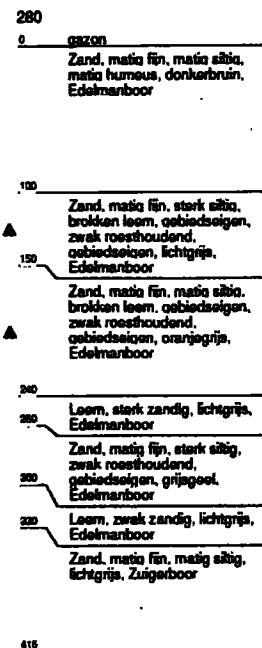 280
0 gazon
Zand, matig fijn, matig siltig,
matig humeus, donkerbruin,
Edelmanboor
100
Zand, matig fijn, sterk siltig,
brokken leem, gebiedseigen,
zwak roesthoudend,
gebiedseigen, lichtgrijs,
Edelmanboor
150
Zand, matig fijn, matig siltig,
brokken leem, gebiedseigen,
zwak roesthoudend,
gebiedseigen, oranjegrijs,
Edelmanboor
240
Leem, sterk zandig, lichtgrijs,
Edelmanboor
260
Zand, matig fijn, sterk siltig,
zwak roesthoudend,
gebiedseigen, grijsgeel,
Edelmanboor
Leem, zwak zandig, lichtgrijs,
Edelmanboor
320
Zand, matig fijn, matig siltig,
lichtgrijs, Zuigerboor
415